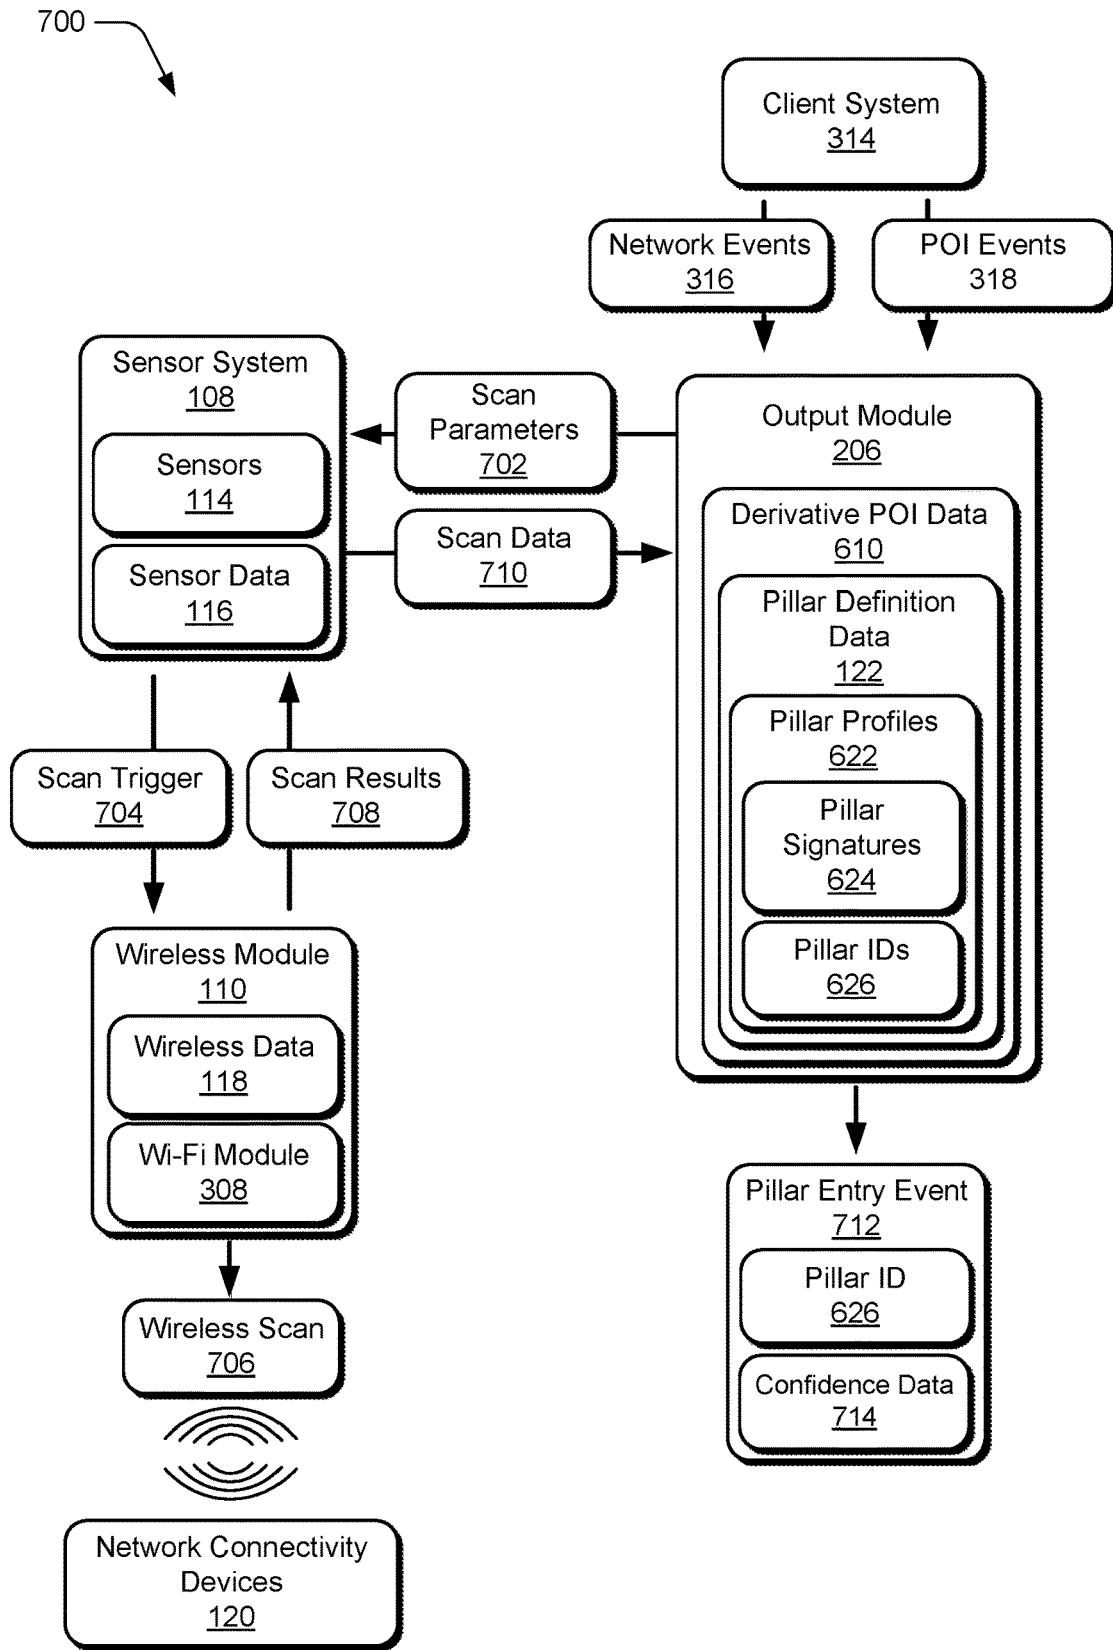 700
Client System
314
Network Events
316
POI Events
318
Sensor System
108
Sensors
114
Sensor Data
116
Scan
Parameters
702
Scan Data
710
Output Module
206
Derivative POI Data
610
Pillar Definition
Data
122
Pillar Profiles
622
Pillar
Signatures
624
Pillar IDs
626
Scan Trigger
704
Scan Results
708
Wireless Module
110
Wireless Data
118
Wi-Fi Module
308
Wireless Scan
706
Network Connectivity
Devices
120
Pillar Entry Event
712
Pillar ID
626
Confidence Data
714